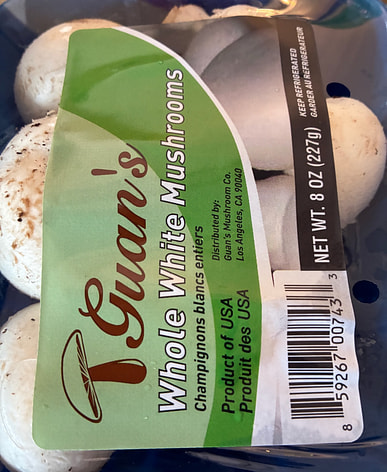 Guan's
Whole White Mushrooms
Champignons blancs entiers
Distributed by:
Guan's Mushroom Co.
Los Angeles, CA 90040
Product of USA
Produit des USA
KEEP REFRIGERATED
GARDER AU REFRIGERATEUR
NET WT. 8 OZ (227g)
8 59267 00743 3